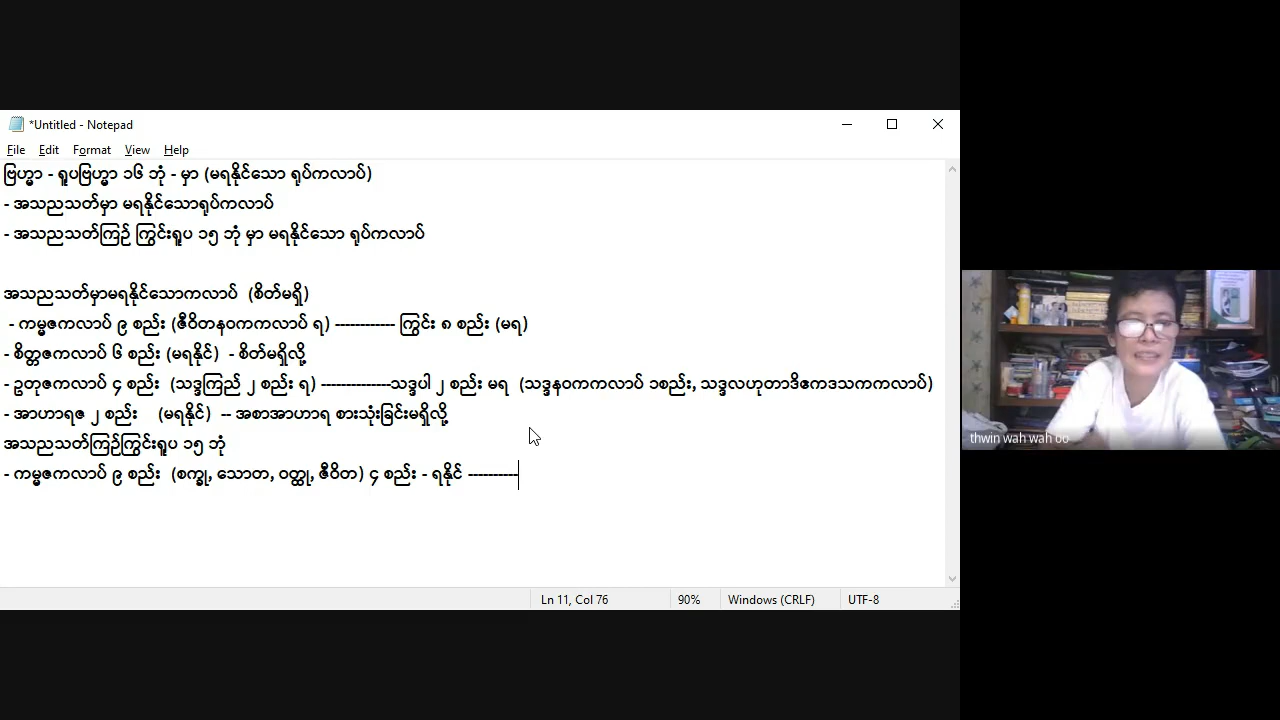 *Untitled - Notepad
File Edit Format View Help
ဗြဟ္မာ - ရူပဗြဟ္မာ ၁၆ ဘုံ - မှာ (မရနိုင်သော ရုပ်ကလာပ်)
- အသညသတ်မှာ မရနိုင်သောရုပ်ကလာပ်
- အသညသတ်ကြဉ် ကြွင်းရူပ ၁၅ ဘုံ မှာ မရနိုင်သော ရုပ်ကလာပ်
အသညသတ်မှာမရနိုင်သောကလာပ် (စိတ်မရှိ)
- ကမ္မဇကလာပ် ၉ စည်း (ဇီဝိတနဝကကလာပ် ရ) ------------ ကြွင်း ၈ စည်း (မရ)
- စိတ္တဇကလာပ် ၆ စည်း (မရနိုင်) - စိတ်မရှိလို့
- ဥတုဇကလာပ် ၄ စည်း (သဒ္ဒကြည် ၂ စည်း ရ) --------------သဒ္ဒပါ ၂ စည်း မရ (သဒ္ဒနဝကကလာပ် ၁စည်း, သဒ္ဒလဟုတာဒိဧကဒသကကလာပ်)
- အာဟာရဇ ၂ စည်း (မရနိုင်) -- အစာအာဟာရ စားသုံးခြင်းမရှိလို့
အသညသတ်ကြဉ်ကြွင်းရူပ ၁၅ ဘုံ
- ကမ္မဇကလာပ် ၉ စည်း (စက္ခု, သောတ, ဝတ္ထု, ဇီဝိတ) ၄ စည်း - ရနိုင် ----------
Ln 11, Col 76 90% Windows (CRLF) UTF-8
thwin wah wah oo